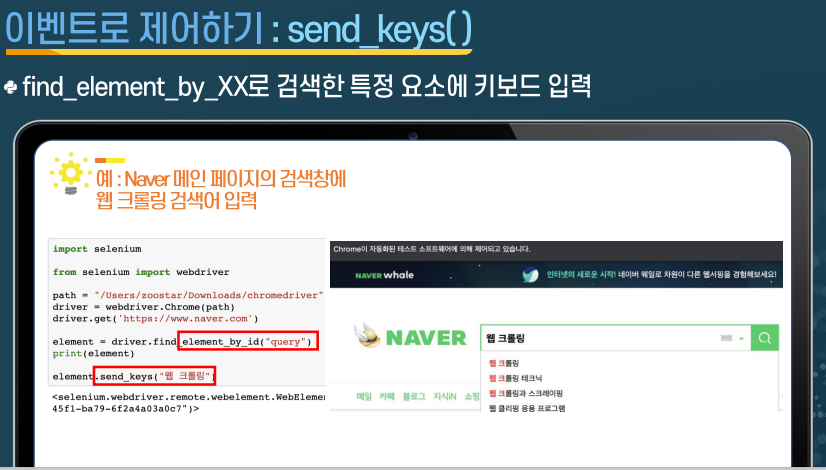 이벤트로 제어하기 : send_keys()
find_element_by_XX로 검색한 특정 요소에 키보드 입력
예 : Naver 메인 페이지의 검색창에
웹 크롤링 검색어 입력
import selenium
from selenium import webdriver
path = "/Users/zoostar/Downloads/chromedriver"
driver = webdriver.Chrome(path)
driver.get('https://www.naver.com')
element = driver.find_element_by_id("query")
print(element)
element.send_keys("웹 크롤링")
<selenium.webdriver.remote.webelement.WebElemen
45f1-ba79-6f2a4a03a0c7")>
Chrome이 자동화된 테스트 소프트웨어에 의해 제어되고 있습니다.
NAVER whale
인터넷의 새로운 시작! 네이버 웨일로 차원이 다른 웹서핑을 경험해보세요!
NAVER
웹 크롤링
웹 크롤링
웹 크롤링 테크닉
웹 크롤링과 스크레이핑
웹 클리핑 응용 프로그램
메일 카페 블로그 지식iN 쇼핑